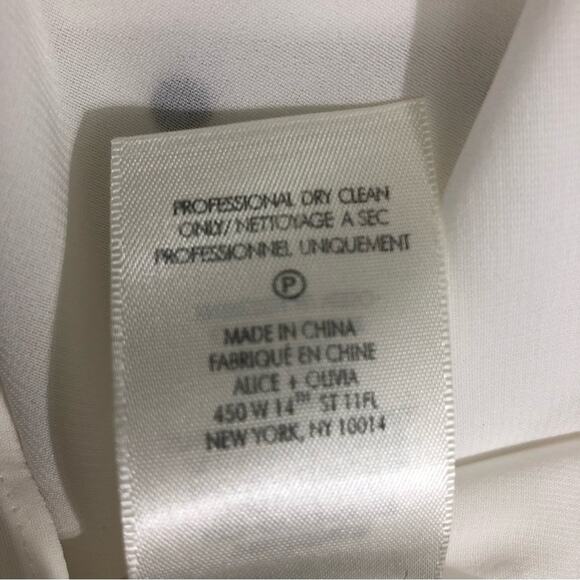 PROFESSIONAL DRY CLEAN
ONLY/ NETTOYAGE A SEC
PROFESSIONNEL UNIQUEMENT
P
MADE IN CHINA
FABRIQUÉ EN CHINE
ALICE + OLIVIA
450 W 14TH ST 11FL
NEW YORK, NY 10014